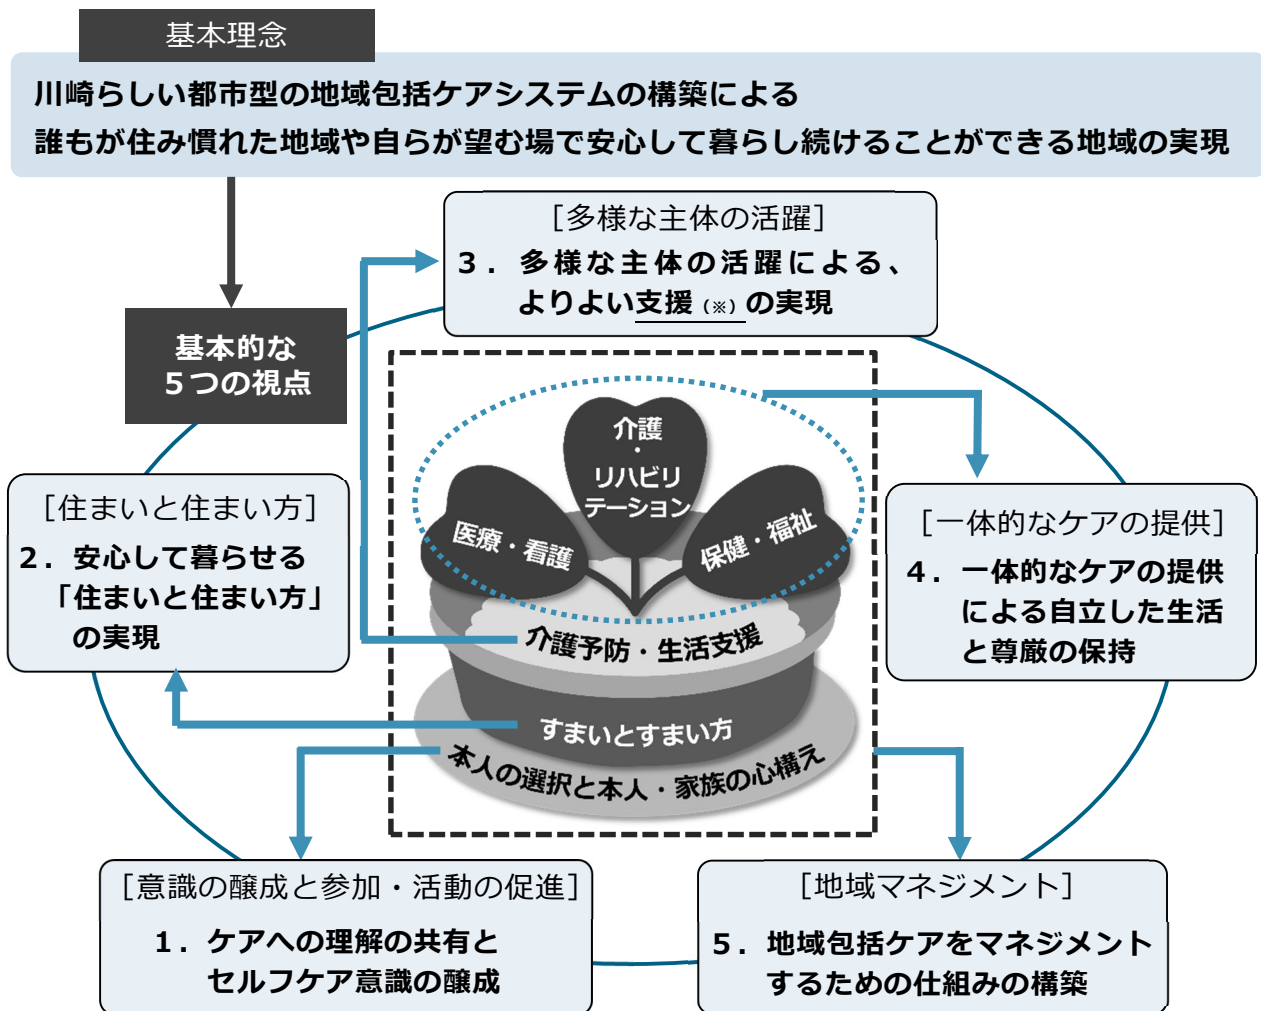 基本理念
川崎らしい都市型の地域包括ケアシステムの構築による
誰もが住み慣れた地域や自らが望む場で安心して暮らし続けることができる地域の実現
[多様な主体の活躍]
3．多様な主体の活躍による、
よりよい支援（※）の実現
基本的な
5つの視点
介護
・
リハビリ
テーション
医療・看護
保健・福祉
[住まいと住まい方]
2．安心して暮らせる
「住まいと住まい方」
の実現
[一体的なケアの提供]
4．一体的なケアの提供
による自立した生活
と尊厳の保持
介護予防・生活支援
すまいとすまい方
本人の選択と本人・家族の心構え
[意識の醸成と参加・活動の促進]
1．ケアへの理解の共有と
セルフケア意識の醸成
[地域マネジメント]
5．地域包括ケアをマネジメント
するための仕組みの構築